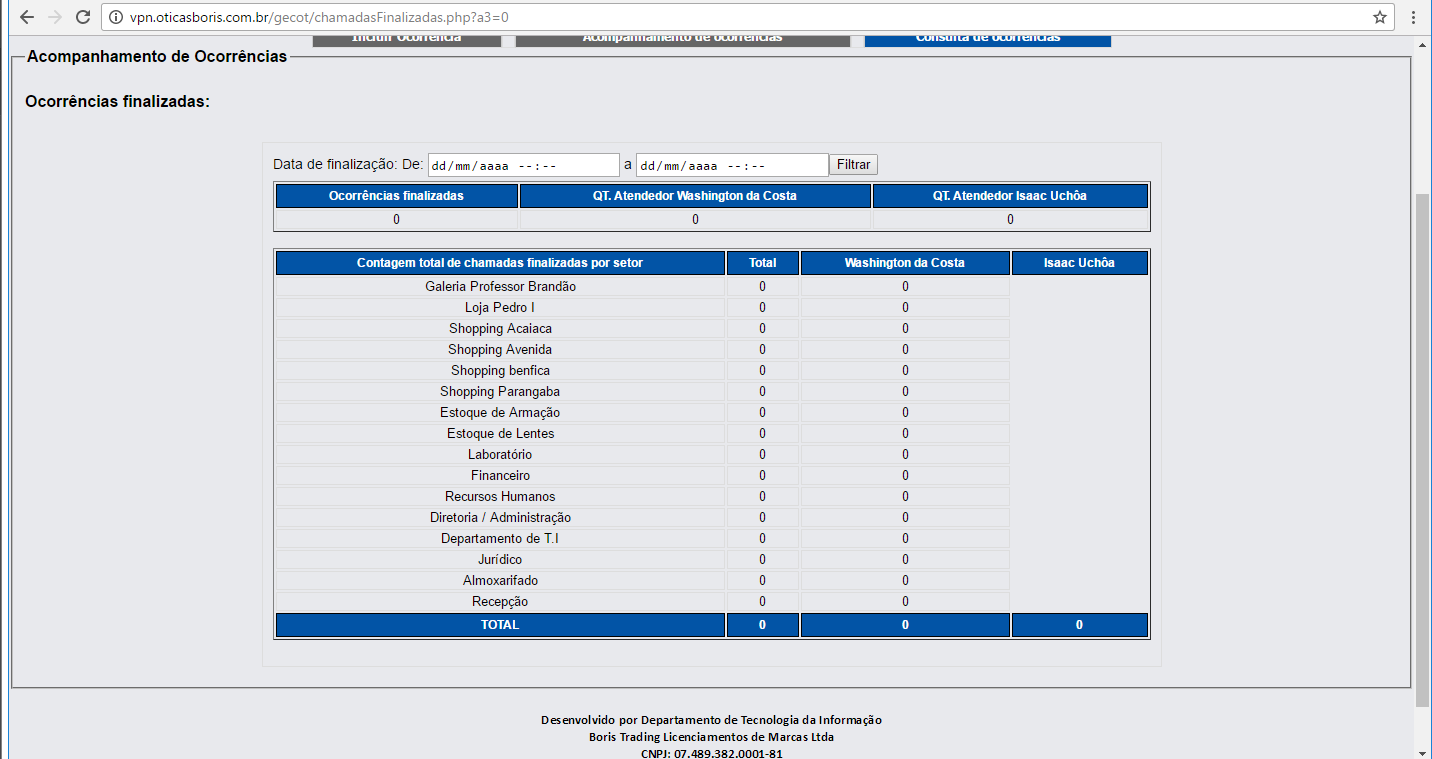 vpn.oticasboris.com.br/gecot/chamadasFinalizadas.php?a3=0
Incluir Ocorrência Acompanhamento de ocorrências Consulta de ocorrências
Acompanhamento de Ocorrências
Ocorrências finalizadas:
Data de finalização: De: dd/mm/aaaa --:-- a dd/mm/aaaa --:-- Filtrar
Ocorrências finalizadas QT. Atendedor Washington da Costa QT. Atendedor Isaac Uchôa
0 0 0
Contagem total de chamadas finalizadas por setor Total Washington da Costa Isaac Uchôa
Galeria Professor Brandão 0 0
Loja Pedro I 0 0
Shopping Acaiaca 0 0
Shopping Avenida 0 0
Shopping benfica 0 0
Shopping Parangaba 0 0
Estoque de Armação 0 0
Estoque de Lentes 0 0
Laboratório 0 0
Financeiro 0 0
Recursos Humanos 0 0
Diretoria / Administração 0 0
Departamento de T.I 0 0
Jurídico 0 0
Almoxarifado 0 0
Recepção 0 0
TOTAL 0 0 0
Desenvolvido por Departamento de Tecnologia da Informação
Boris Trading Licenciamentos de Marcas Ltda
CNPJ: 07.489.382.0001-81